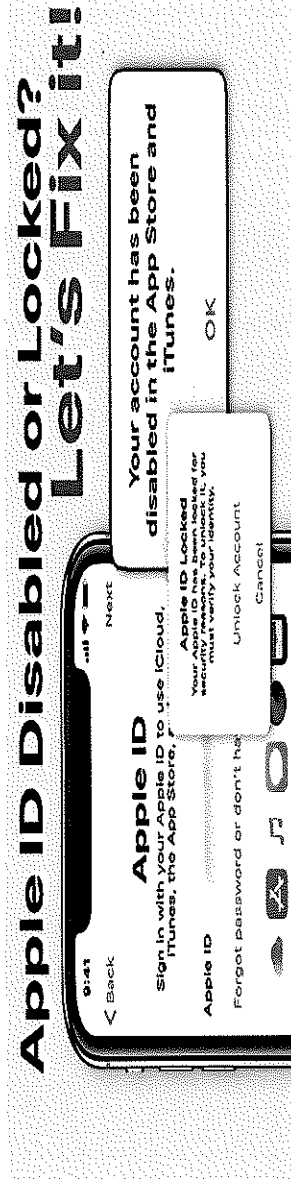 Apple ID Disabled or Locked?
Let's Fix it!
9:41
Back
Next
Apple ID
Sign in with your Apple ID to use iCloud,
iTunes, the App Store,
Apple ID
Forgot password or don't ha
Your account has been
disabled in the App Store and
iTunes.
OK
Apple ID Locked
Your Apple ID has been locked for
security reasons. To unlock it, you
must verify your identity.
Unlock Account
Cancel